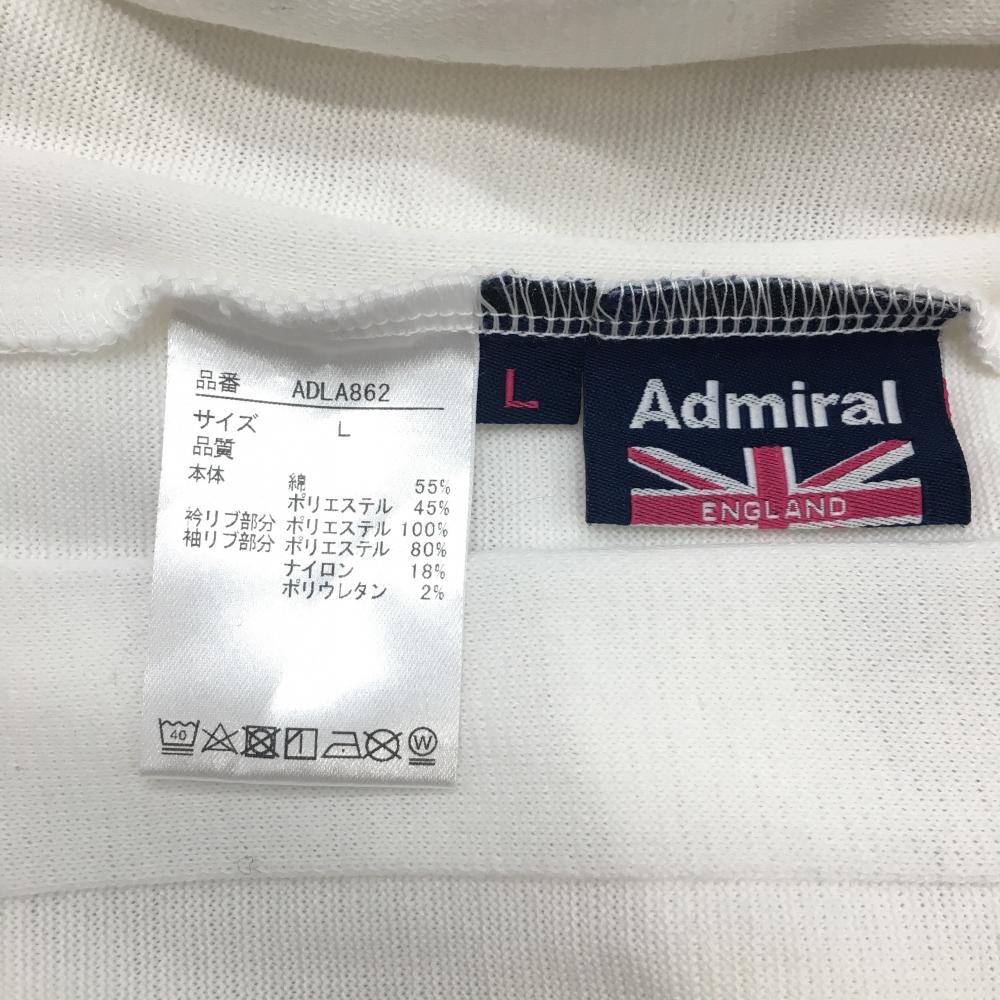 品番 ADLA862
サイズ L
品質
本体 綿 55%
ポリエステル 45%
衿リブ部分 ポリエステル 100%
袖リブ部分 ポリエステル 80%
ナイロン 18%
ポリウレタン 2%
40
W
L
Admiral
ENGLAND